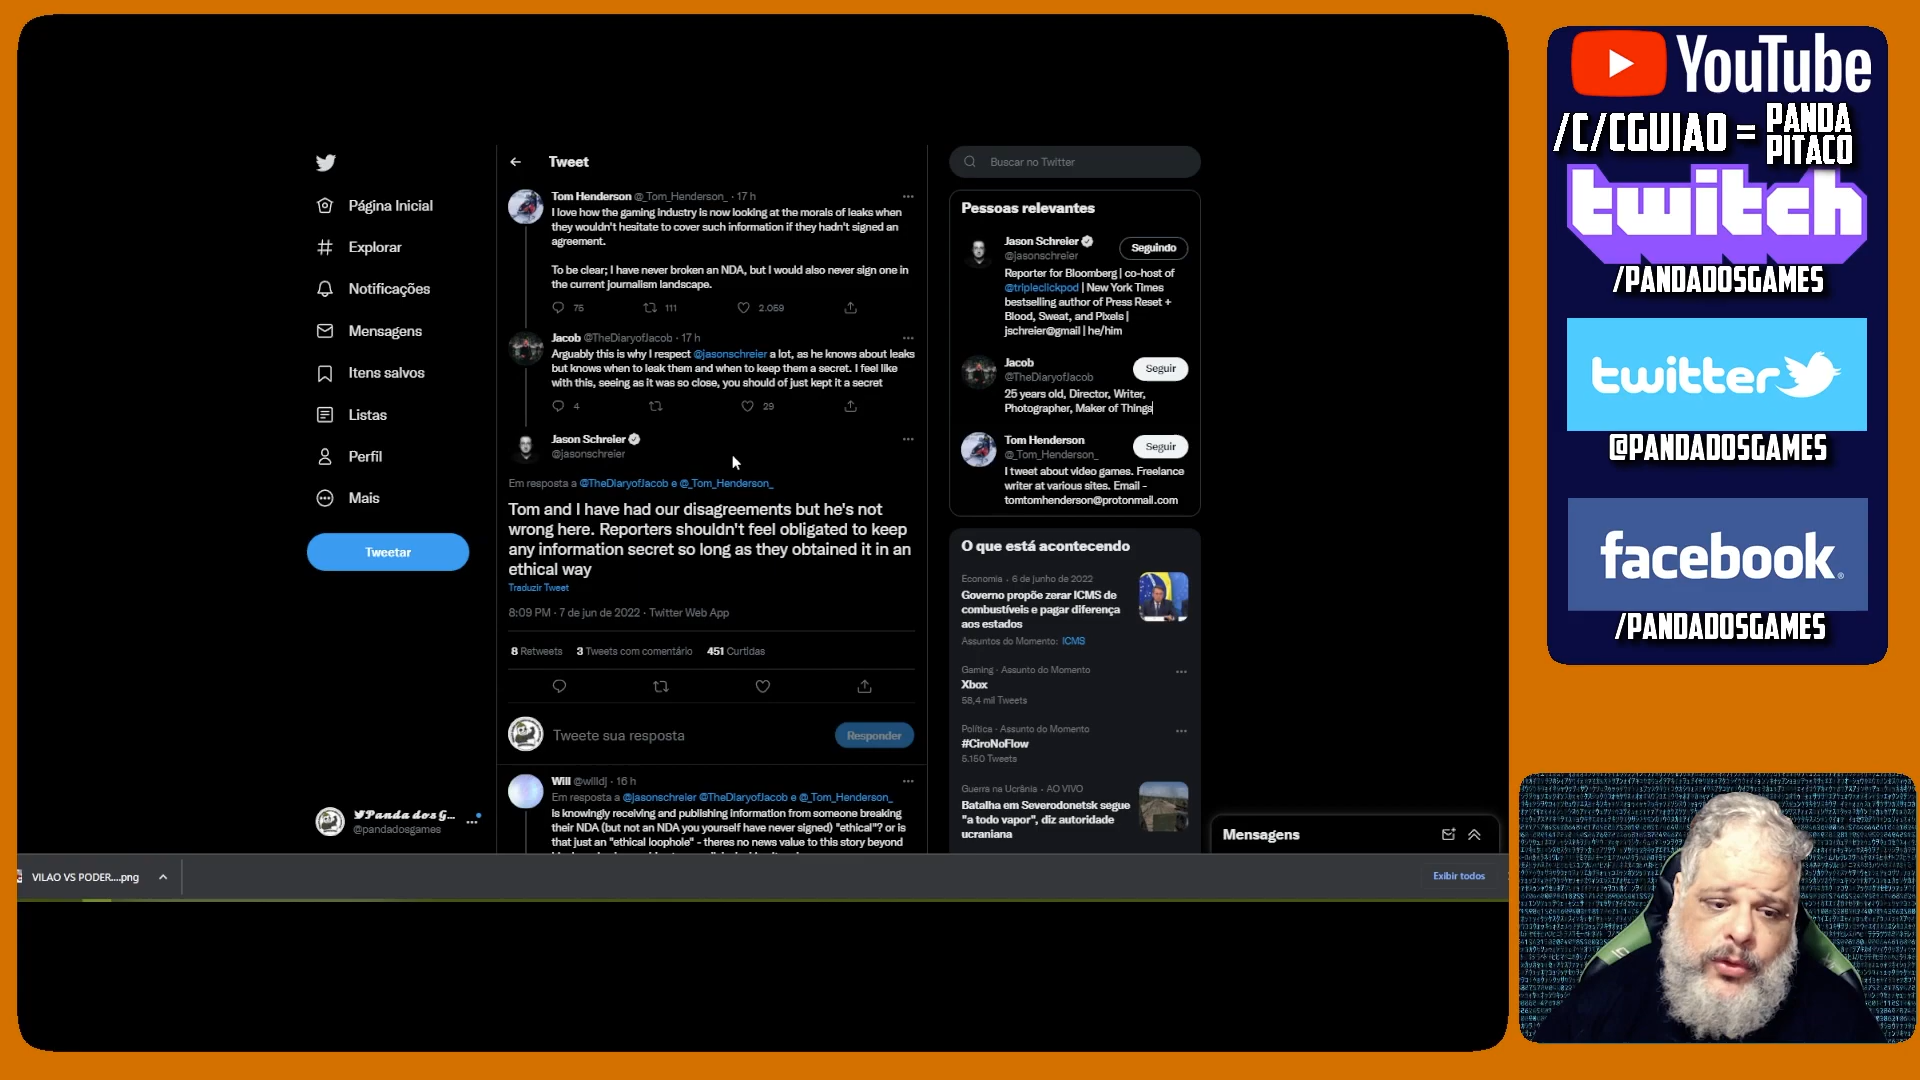 Tweet
Tom Henderson @_Tom_Henderson_ · 17 h
I love how the gaming industry is now looking at the morals of leaks when
they wouldn't hesitate to cover such information if they hadn't signed an
agreement.
To be clear; I have never broken an NDA, but I would also never sign one in
the current journalism landscape.
75
111
2.059
Jacob @TheDiaryofJacob · 17 h
Arguably this is why I respect @jasonschreier a lot, as he knows about leaks
but knows when to leak them and when to keep them a secret. I feel like
with this, seeing as it was so close, you should of just kept it a secret
4
29
Jason Schreier
@jasonschreier
Em resposta a @TheDiaryofJacob e @_Tom_Henderson_
Tom and I have had our disagreements but he's not
wrong here. Reporters shouldn't feel obligated to keep
any information secret so long as they obtained it in an
ethical way
Traduzir Tweet
8:09 PM · 7 de jun de 2022 · Twitter Web App
8 Retweets 3 Tweets com comentário 451 Curtidas
Tweete sua resposta
Responder
Will @willdj · 16 h
Em resposta a @jasonschreier @TheDiaryofJacob e @_Tom_Henderson_
Is knowingly receiving and publishing information from someone breaking
their NDA (but not an NDA you yourself have never signed) "ethical"? or is
that just an "ethical loophole" - theres no news value to this story beyond
Página Inicial
Explorar
Notificações
Mensagens
Itens salvos
Listas
Perfil
Mais
Tweetar
Panda dos G...
@pandadosgames
Buscar no Twitter
Pessoas relevantes
Jason Schreier
@jasonschreier
Seguindo
Reporter for Bloomberg | co-host of
@tripleclickpod | New York Times
bestselling author of Press Reset +
Blood, Sweat, and Pixels |
jschreier@gmail | he/him
Jacob
@TheDiaryofJacob
Seguir
25 years old, Director, Writer,
Photographer, Maker of Things
Tom Henderson
@_Tom_Henderson_
Seguir
I tweet about video games. Freelance
writer at various sites. Email -
tomtomhenderson@protonmail.com
O que está acontecendo
Economia · 6 de junho de 2022
Governo propõe zerar ICMS de
combustíveis e pagar diferença
aos estados
Assuntos do Momento: ICMS
Gaming · Assunto do Momento
Xbox
58,4 mil Tweets
Política · Assunto do Momento
#CiroNoFlow
5.150 Tweets
Guerra na Ucrânia · AO VIVO
Batalha em Severodonetsk segue
"a todo vapor", diz autoridade
ucraniana
Mensagens
VILAO VS PODER....png
Exibir todos
YouTube
/C/CGUIAO = PANDA
PITACO
twitch
/PANDADOSGAMES
twitter
@PANDADOSGAMES
facebook
/PANDADOSGAMES